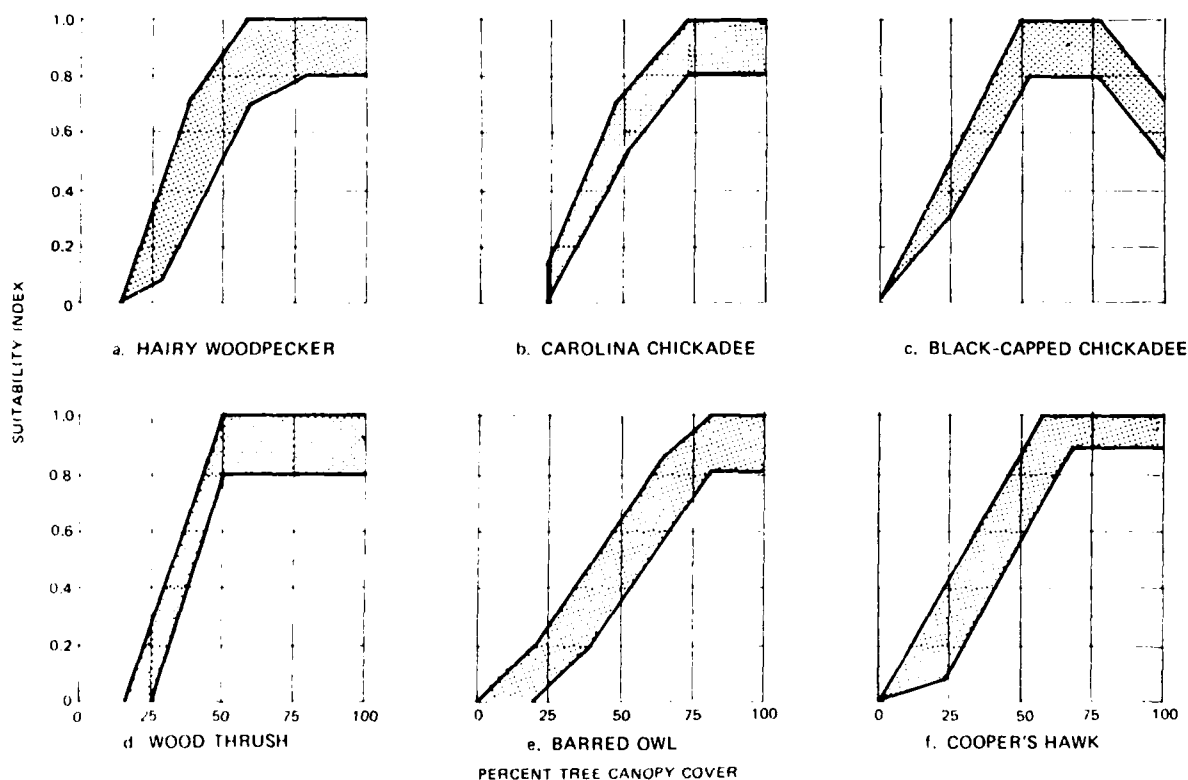 SUITABILITY INDEX
1.0
0.8
0.6
0.4
0.2
0
a. HAIRY WOODPECKER
b. CAROLINA CHICKADEE
c. BLACK-CAPPED CHICKADEE
1.0
0.8
0.6
0.4
0.2
0
0 25 50 75 100
0 25 50 75 100
0 25 50 75 100
d. WOOD THRUSH
e. BARRED OWL
f. COOPER'S HAWK
PERCENT TREE CANOPY COVER